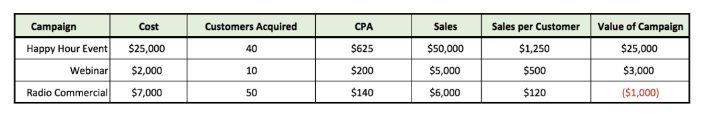 Campaign Cost Customers Acquired CPA Sales Sales per Customer Value of Campaign
Happy Hour Event $25,000 40 $625 $50,000 $1,250 $25,000
Webinar $2,000 10 $200 $5,000 $500 $3,000
Radio Commercial $7,000 50 $140 $6,000 $120 ($1,000)